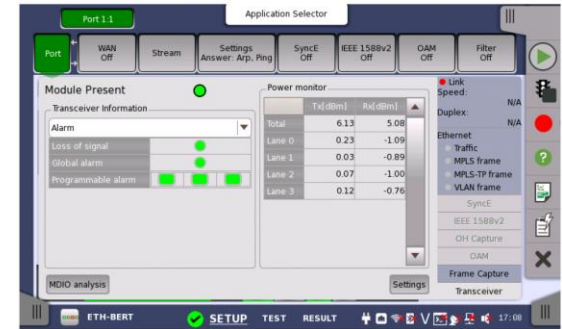 Port 1:1
Application Selector
Port
WAN
Off
Stream
Settings
Answer: Arp, Ping
SyncE
Off
IEEE 1588v2
Off
OAM
Off
Filter
Off
Module Present
Transceiver Information
Alarm
Loss of signal
Global alarm
Programmable alarm
MDIO analysis
Power monitor
Tx[dBm] Rx[dBm]
Total 6.13 5.08
Lane 0 0.23 -1.09
Lane 1 0.03 -0.89
Lane 2 0.07 -1.00
Lane 3 0.12 -0.76
Settings
Link
Speed:
N/A
Duplex:
N/A
Ethernet
Traffic
MPLS frame
MPLS-TP frame
VLAN frame
SyncE
IEEE 1588v2
OH Capture
OAM
Frame Capture
Transceiver
ETH-BERT
SETUP
TEST
RESULT
17:08